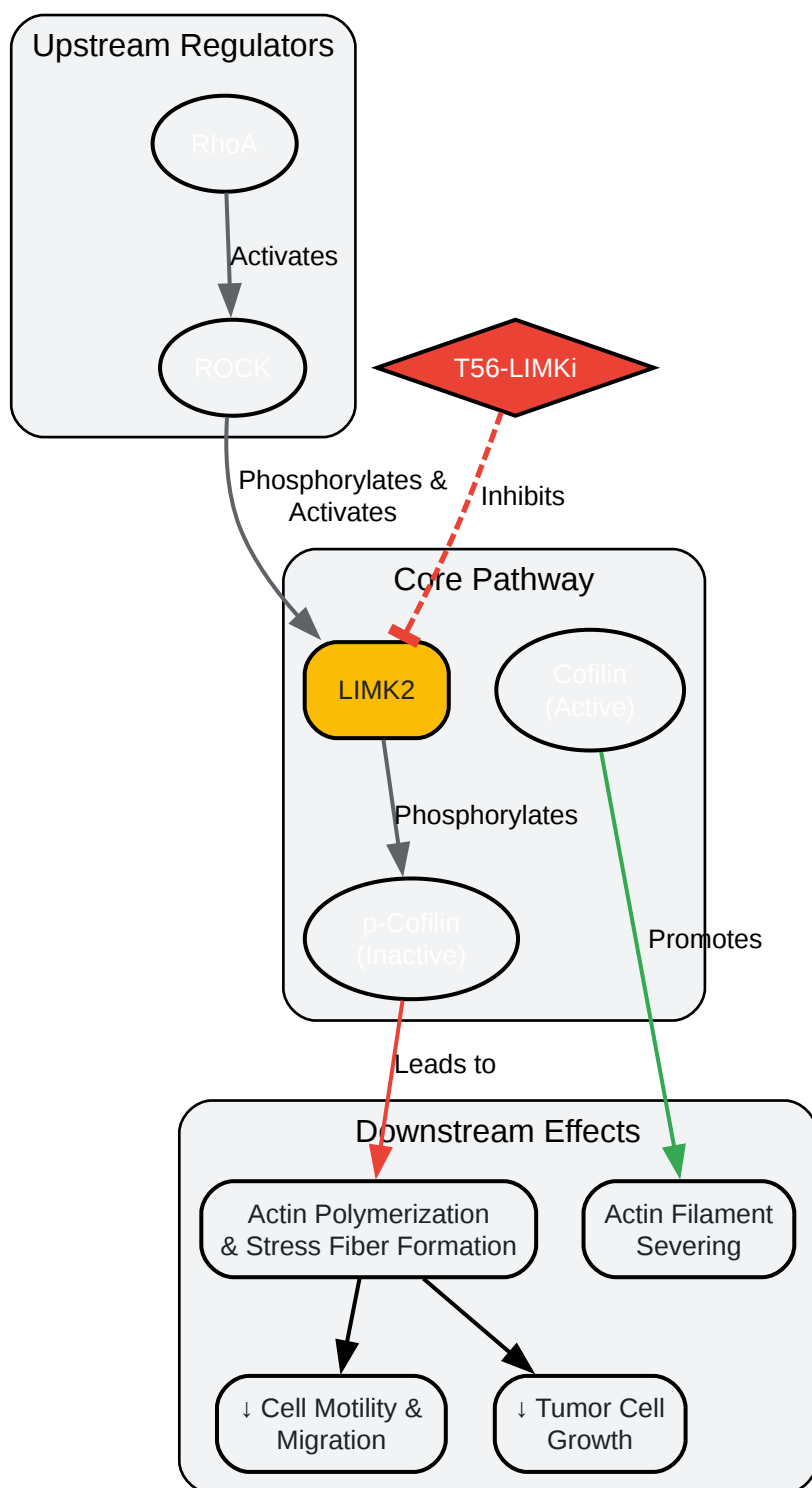 Upstream Regulators
RhoA
Activates
ROCK
T56-LIMKi
Phosphorylates &
Activates
Inhibits
Core Pathway
LIMK2
Cofilin
(Active)
Phosphorylates
p-Cofilin
(Inactive)
Promotes
Leads to
Downstream Effects
Actin Polymerization
& Stress Fiber Formation
Actin Filament
Severing
↓ Cell Motility &
Migration
↓ Tumor Cell
Growth